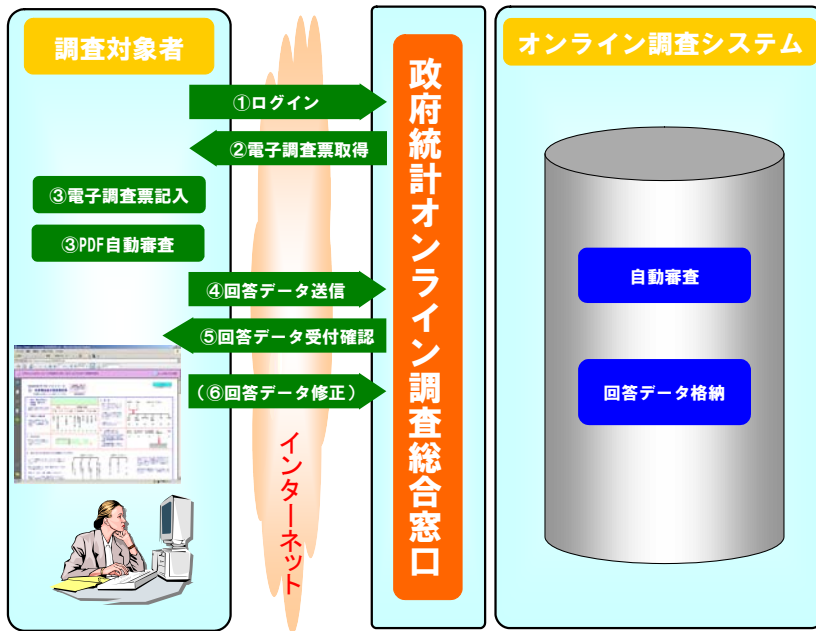 調査対象者
①ログイン
②電子調査票取得
③電子調査票記入
③PDF自動審査
④回答データ送信
⑤回答データ受付確認
(⑥回答データ修正)
インターネット
政府統計オンライン調査総合窓口
オンライン調査システム
自動審査
回答データ格納